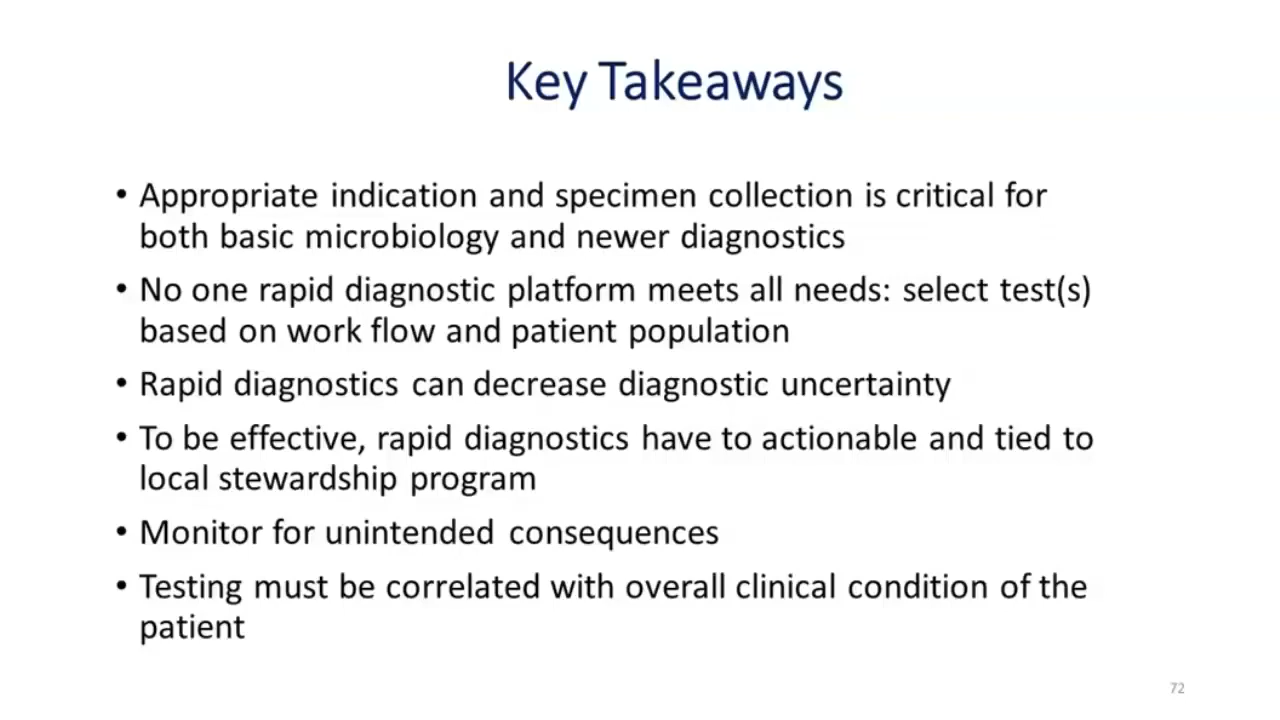 Key Takeaways
• Appropriate indication and specimen collection is critical for
both basic microbiology and newer diagnostics
• No one rapid diagnostic platform meets all needs: select test(s)
based on work flow and patient population
• Rapid diagnostics can decrease diagnostic uncertainty
• To be effective, rapid diagnostics have to actionable and tied to
local stewardship program
• Monitor for unintended consequences
• Testing must be correlated with overall clinical condition of the
patient
72